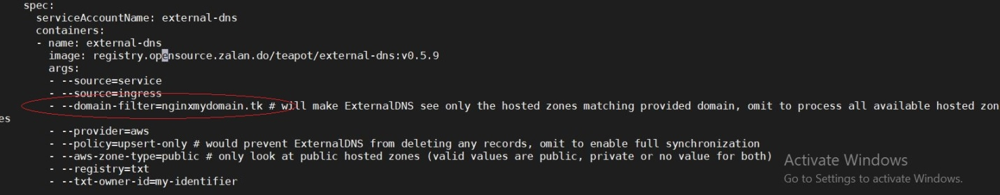 spec:
serviceAccountName: external-dns
containers:
- name: external-dns
image: registry.opensource.zalan.do/teapot/external-dns:v0.5.9
args:
- --source=service
- --source=ingress
- --domain-filter=nginxmydomain.tk # will make ExternalDNS see only the hosted zones matching provided domain, omit to process all available hosted zon
es
- --provider=aws
- --policy=upsert-only # would prevent ExternalDNS from deleting any records, omit to enable full synchronization
- --aws-zone-type=public # only look at public hosted zones (valid values are public, private or no value for both)
- --registry=txt
- --txt-owner-id=my-identifier
Activate Windows
Go to Settings to activate Windows.